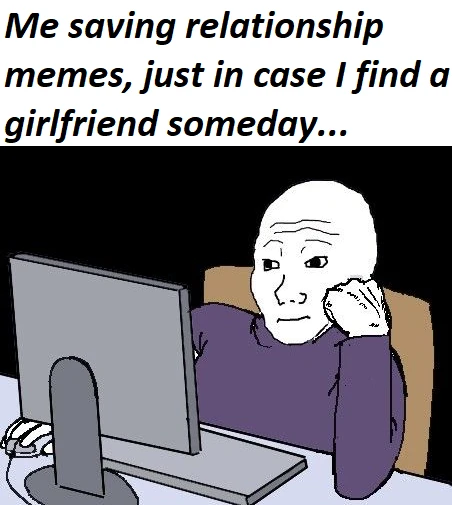 Me saving relationship
memes, just in case I find a
girlfriend someday...